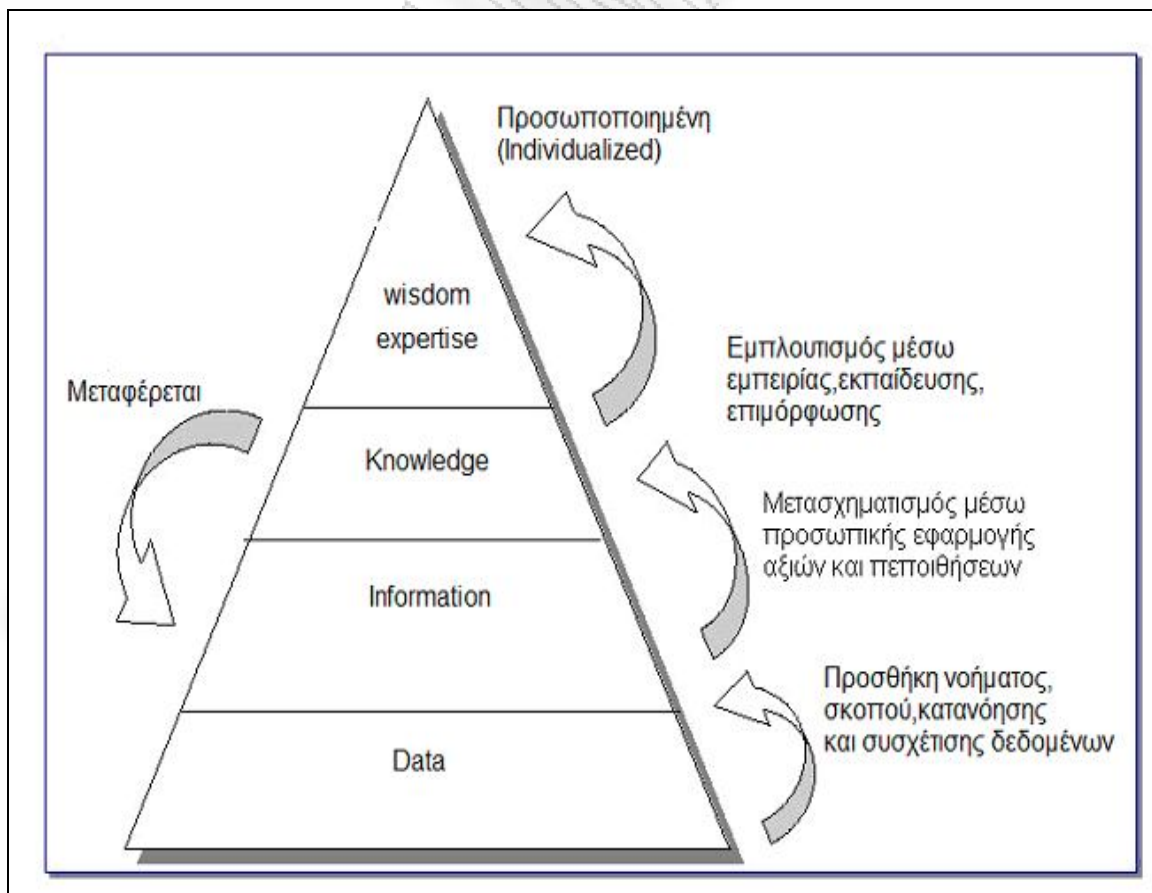 Προσωποποιημένη
(Individualized)
wisdom
expertise
Εμπλουτισμός μέσω
εμπειρίας,εκπαίδευσης,
επιμόρφωσης
Μεταφέρεται
Knowledge
Μετασχηματισμός μέσω
προσωπικής εφαρμογής
αξιών και πεποιθήσεων
Information
Προσθήκη νοήματος,
σκοπού,κατανόησης
και συσχέτισης δεδομένων
Data